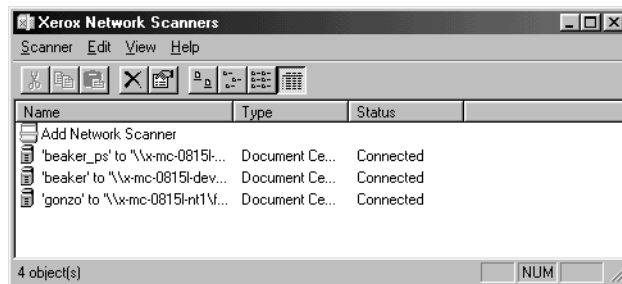 Xerox Network Scanners
Scanner Edit View Help
Name Type Status
Add Network Scanner
'beaker_ps' to "\\x-mc-0815l-... Document Ce... Connected
'beaker' to "\\x-mc-0815l-dev... Document Ce... Connected
'gonzo' to "\\x-mc-0815l-nt1\f... Document Ce... Connected
4 object(s) NUM